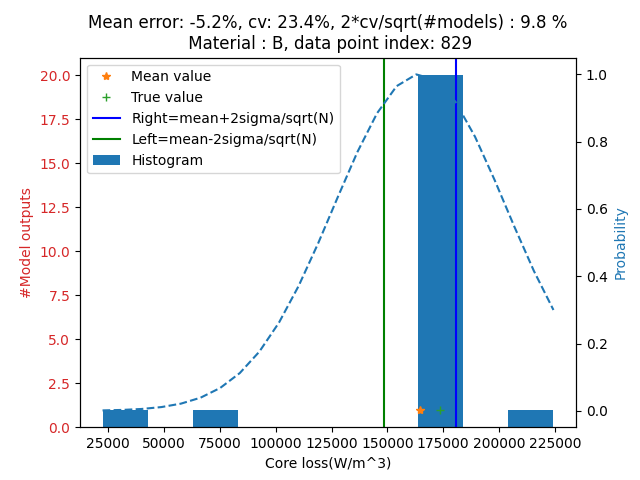 Mean error: -5.2%, cv: 23.4%, 2*cv/sqrt(#models) : 9.8 %
Material : B, data point index: 829
Mean value
True value
Right=mean+2sigma/sqrt(N)
Left=mean-2sigma/sqrt(N)
Histogram
20.0
17.5
15.0
12.5
10.0
7.5
5.0
2.5
0.0
#Model outputs
1.0
0.8
0.6
0.4
0.2
0.0
Probability
25000 50000 75000 100000 125000 150000 175000 200000 225000
Core loss(W/m^3)